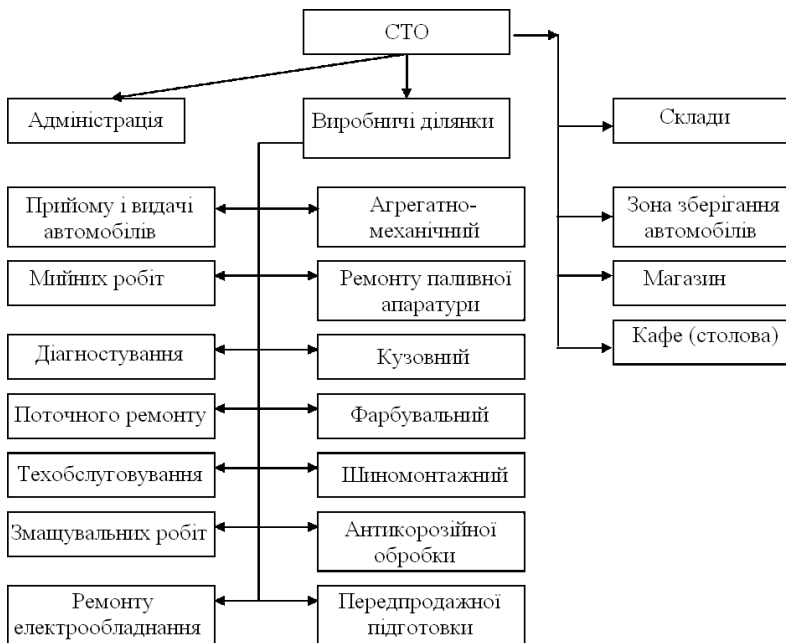 СТО
Адміністрація
Виробничі ділянки
Склади
Прийому і видачі
автомобілів
Агрегатно-
механічний
Зона зберігання
автомобілів
Мийних робіт
Ремонту паливної
апаратури
Магазин
Діагностування
Кузовний
Кафе (столова)
Поточного ремонту
Фарбувальний
Техобслуговування
Шиномонтажний
Змащувальних робіт
Антикорозійної
обробки
Ремонту
електрообладнання
Передпродажної
підготовки